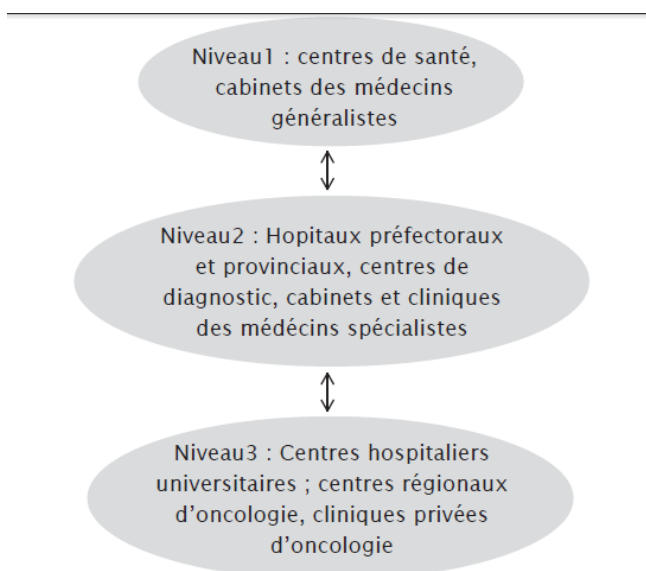 Niveau1 : centres de santé,
cabinets des médecins
généralistes
Niveau2 : Hopitaux préfectoraux
et provinciaux, centres de
diagnostic, cabinets et cliniques
des médécins spécialistes
Niveau3 : Centres hospitaliers
universitaires ; centres régionaux
d’oncologie, cliniques privées
d’oncologie